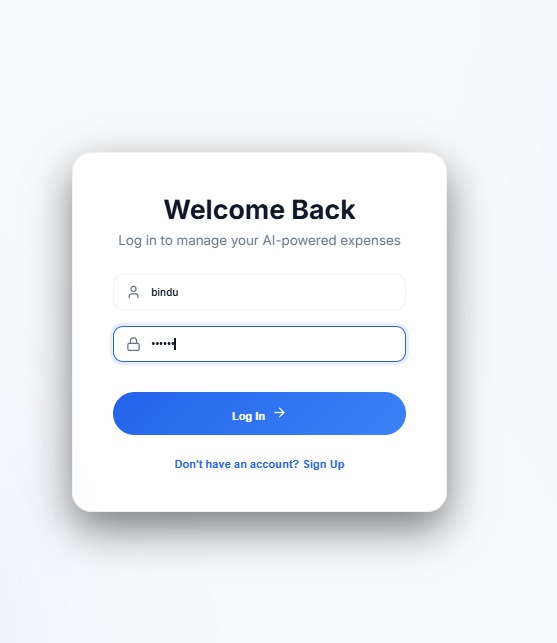 Welcome Back
Log in to manage your AI-powered expenses
bindu
••••••
Log In →
Don't have an account? Sign Up